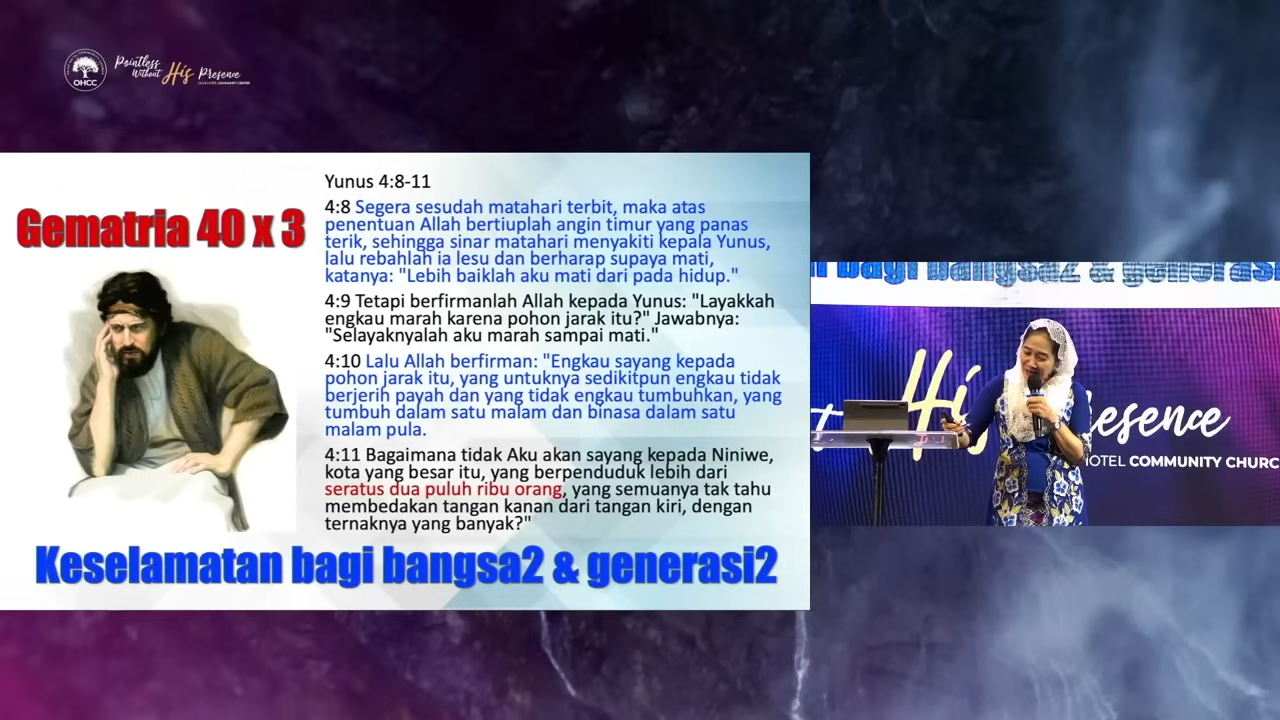 OHCC
Pointless
Without His Presence
Gematria 40 x 3
Yunus 4:8-11
4:8 Segera sesudah matahari terbit, maka atas
penentuan Allah bertiuplah angin timur yang panas
terik, sehingga sinar matahari menyakiti kepala Yunus,
lalu rebahlah ia lesu dan berharap supaya mati,
katanya: "Lebih baiklah aku mati dari pada hidup."
4:9 Tetapi berfirmanlah Allah kepada Yunus: "Layakkah
engkau marah karena pohon jarak itu?" Jawabnya:
"Selayaknyalah aku marah sampai mati."
4:10 Lalu Allah berfirman: "Engkau sayang kepada
pohon jarak itu, yang untuknya sedikitpun engkau tidak
berjerih payah dan yang tidak engkau tumbuhkan, yang
tumbuh dalam satu malam dan binasa dalam satu
malam pula.
4:11 Bagaimana tidak Aku akan sayang kepada Niniwe,
kota yang besar itu, yang berpenduduk lebih dari
seratus dua puluh ribu orang, yang semuanya tak tahu
membedakan tangan kanan dari tangan kiri, dengan
ternaknya yang banyak?"
Keselamatan bagi bangsa2 & generasi2
n bagi bangsa2 & generasi
His
esence
HOTEL COMMUNITY CHURC